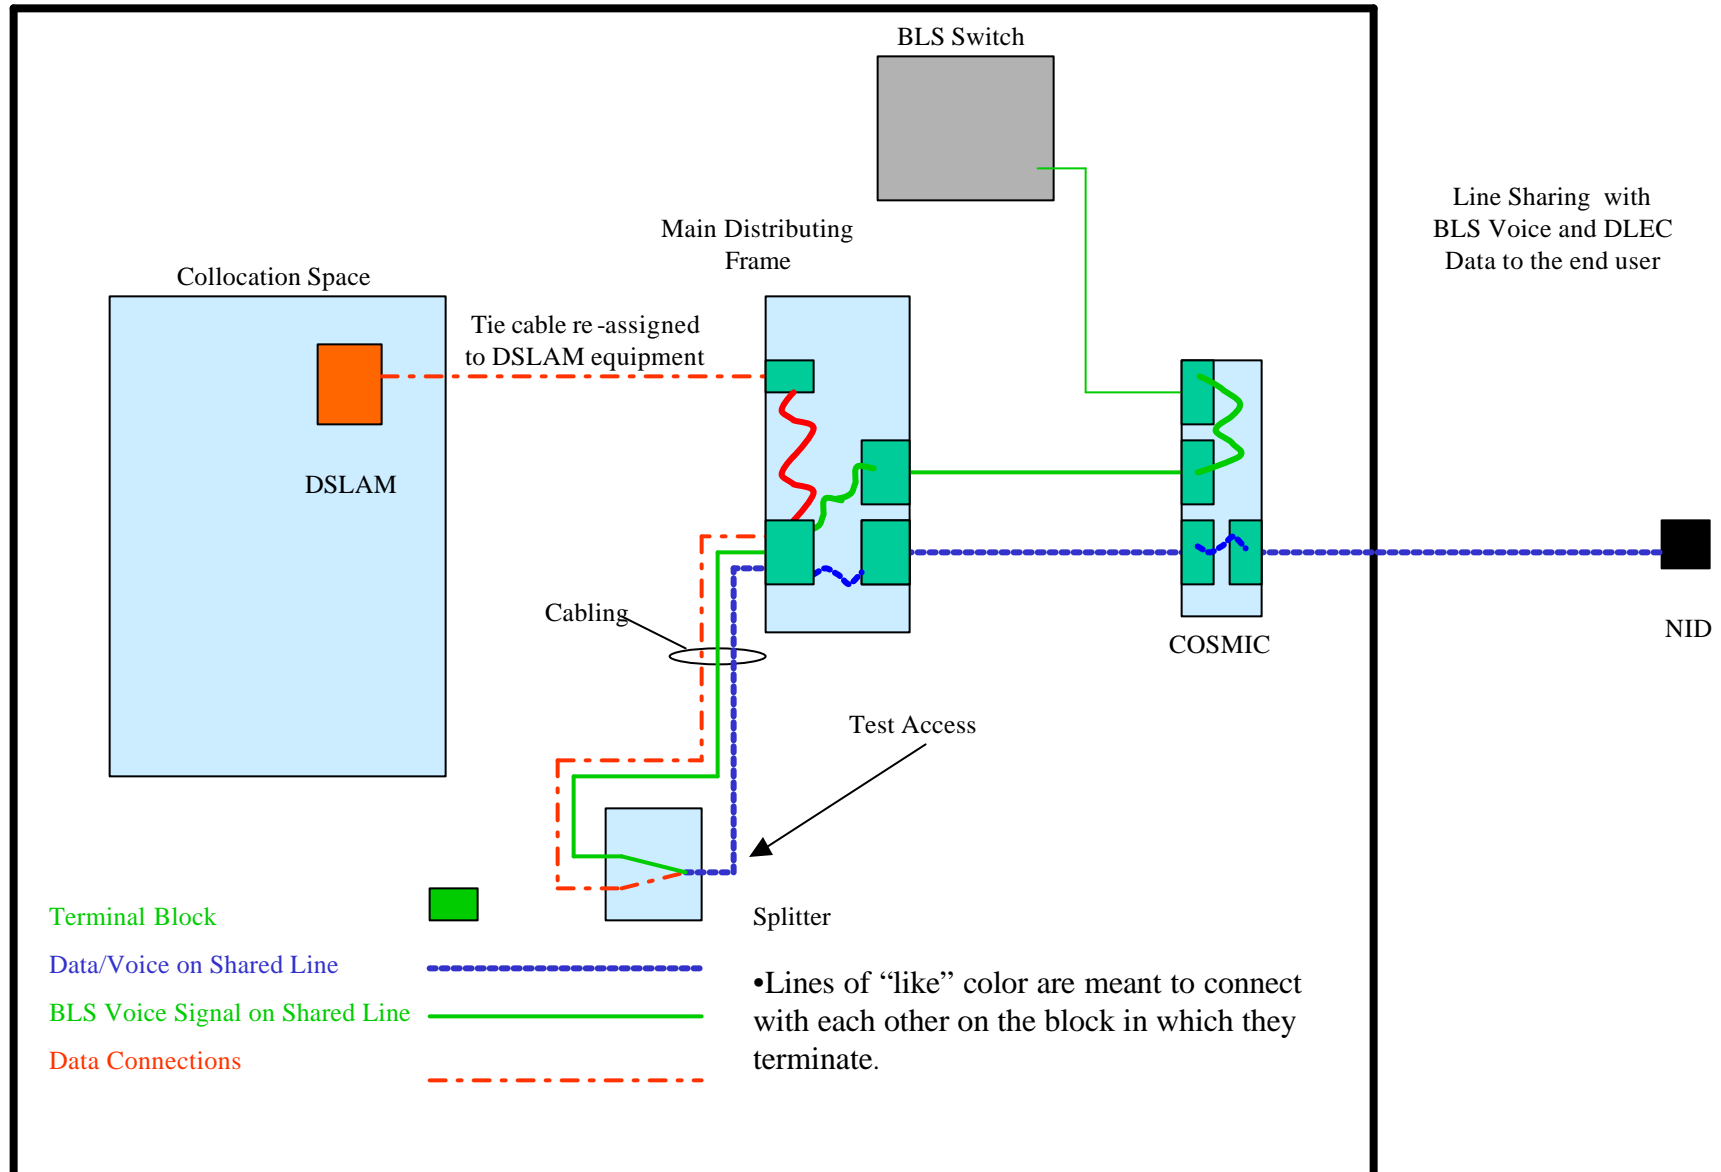 BLS Switch
Line Sharing with
BLS Voice and DLEC
Data to the end user
Main Distributing
Frame
Collocation Space
Tie cable re-assigned
to DSLAM equipment
DSLAM
Cabling
COSMIC
NID
Test Access
Terminal Block
Splitter
Data/Voice on Shared Line
BLS Voice Signal on Shared Line
Data Connections
•Lines of “like” color are meant to connect
with each other on the block in which they
terminate.